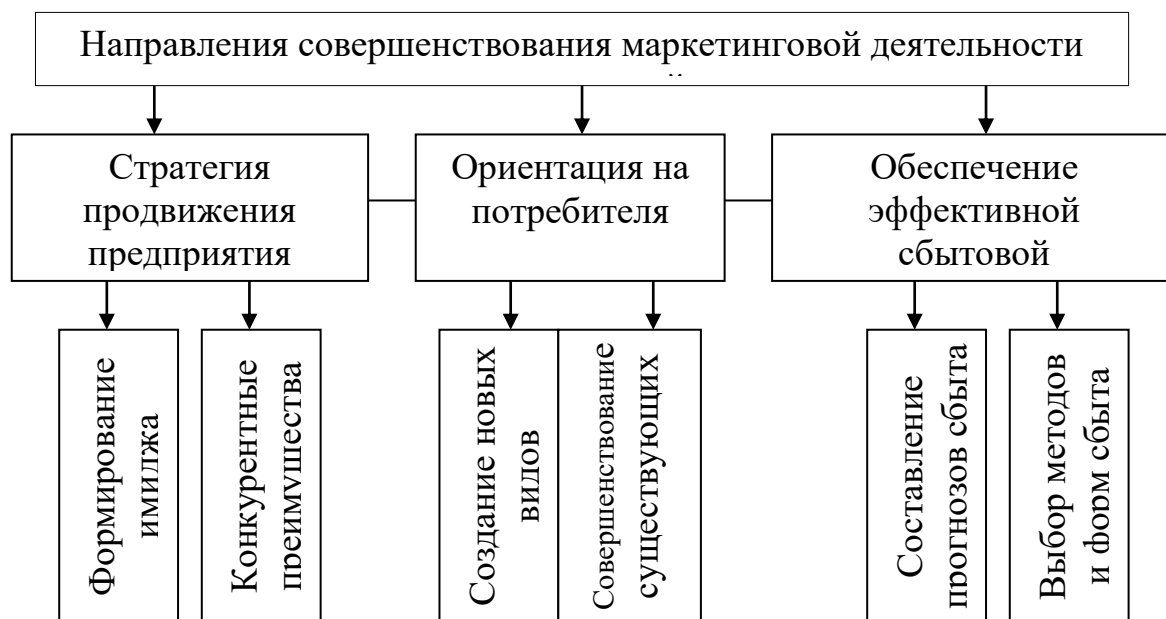 Направления совершенствования маркетинговой деятельности
Стратегия
продвижения
предприятия
Ориентация на
потребителя
Обеспечение
эффективной
сбытовой
Формирование
имиджа
Конкурентные
преимущества
Создание новых
видов
Совершенствование
существующих
Составление
прогнозов сбыта
Выбор методов
и форм сбыта